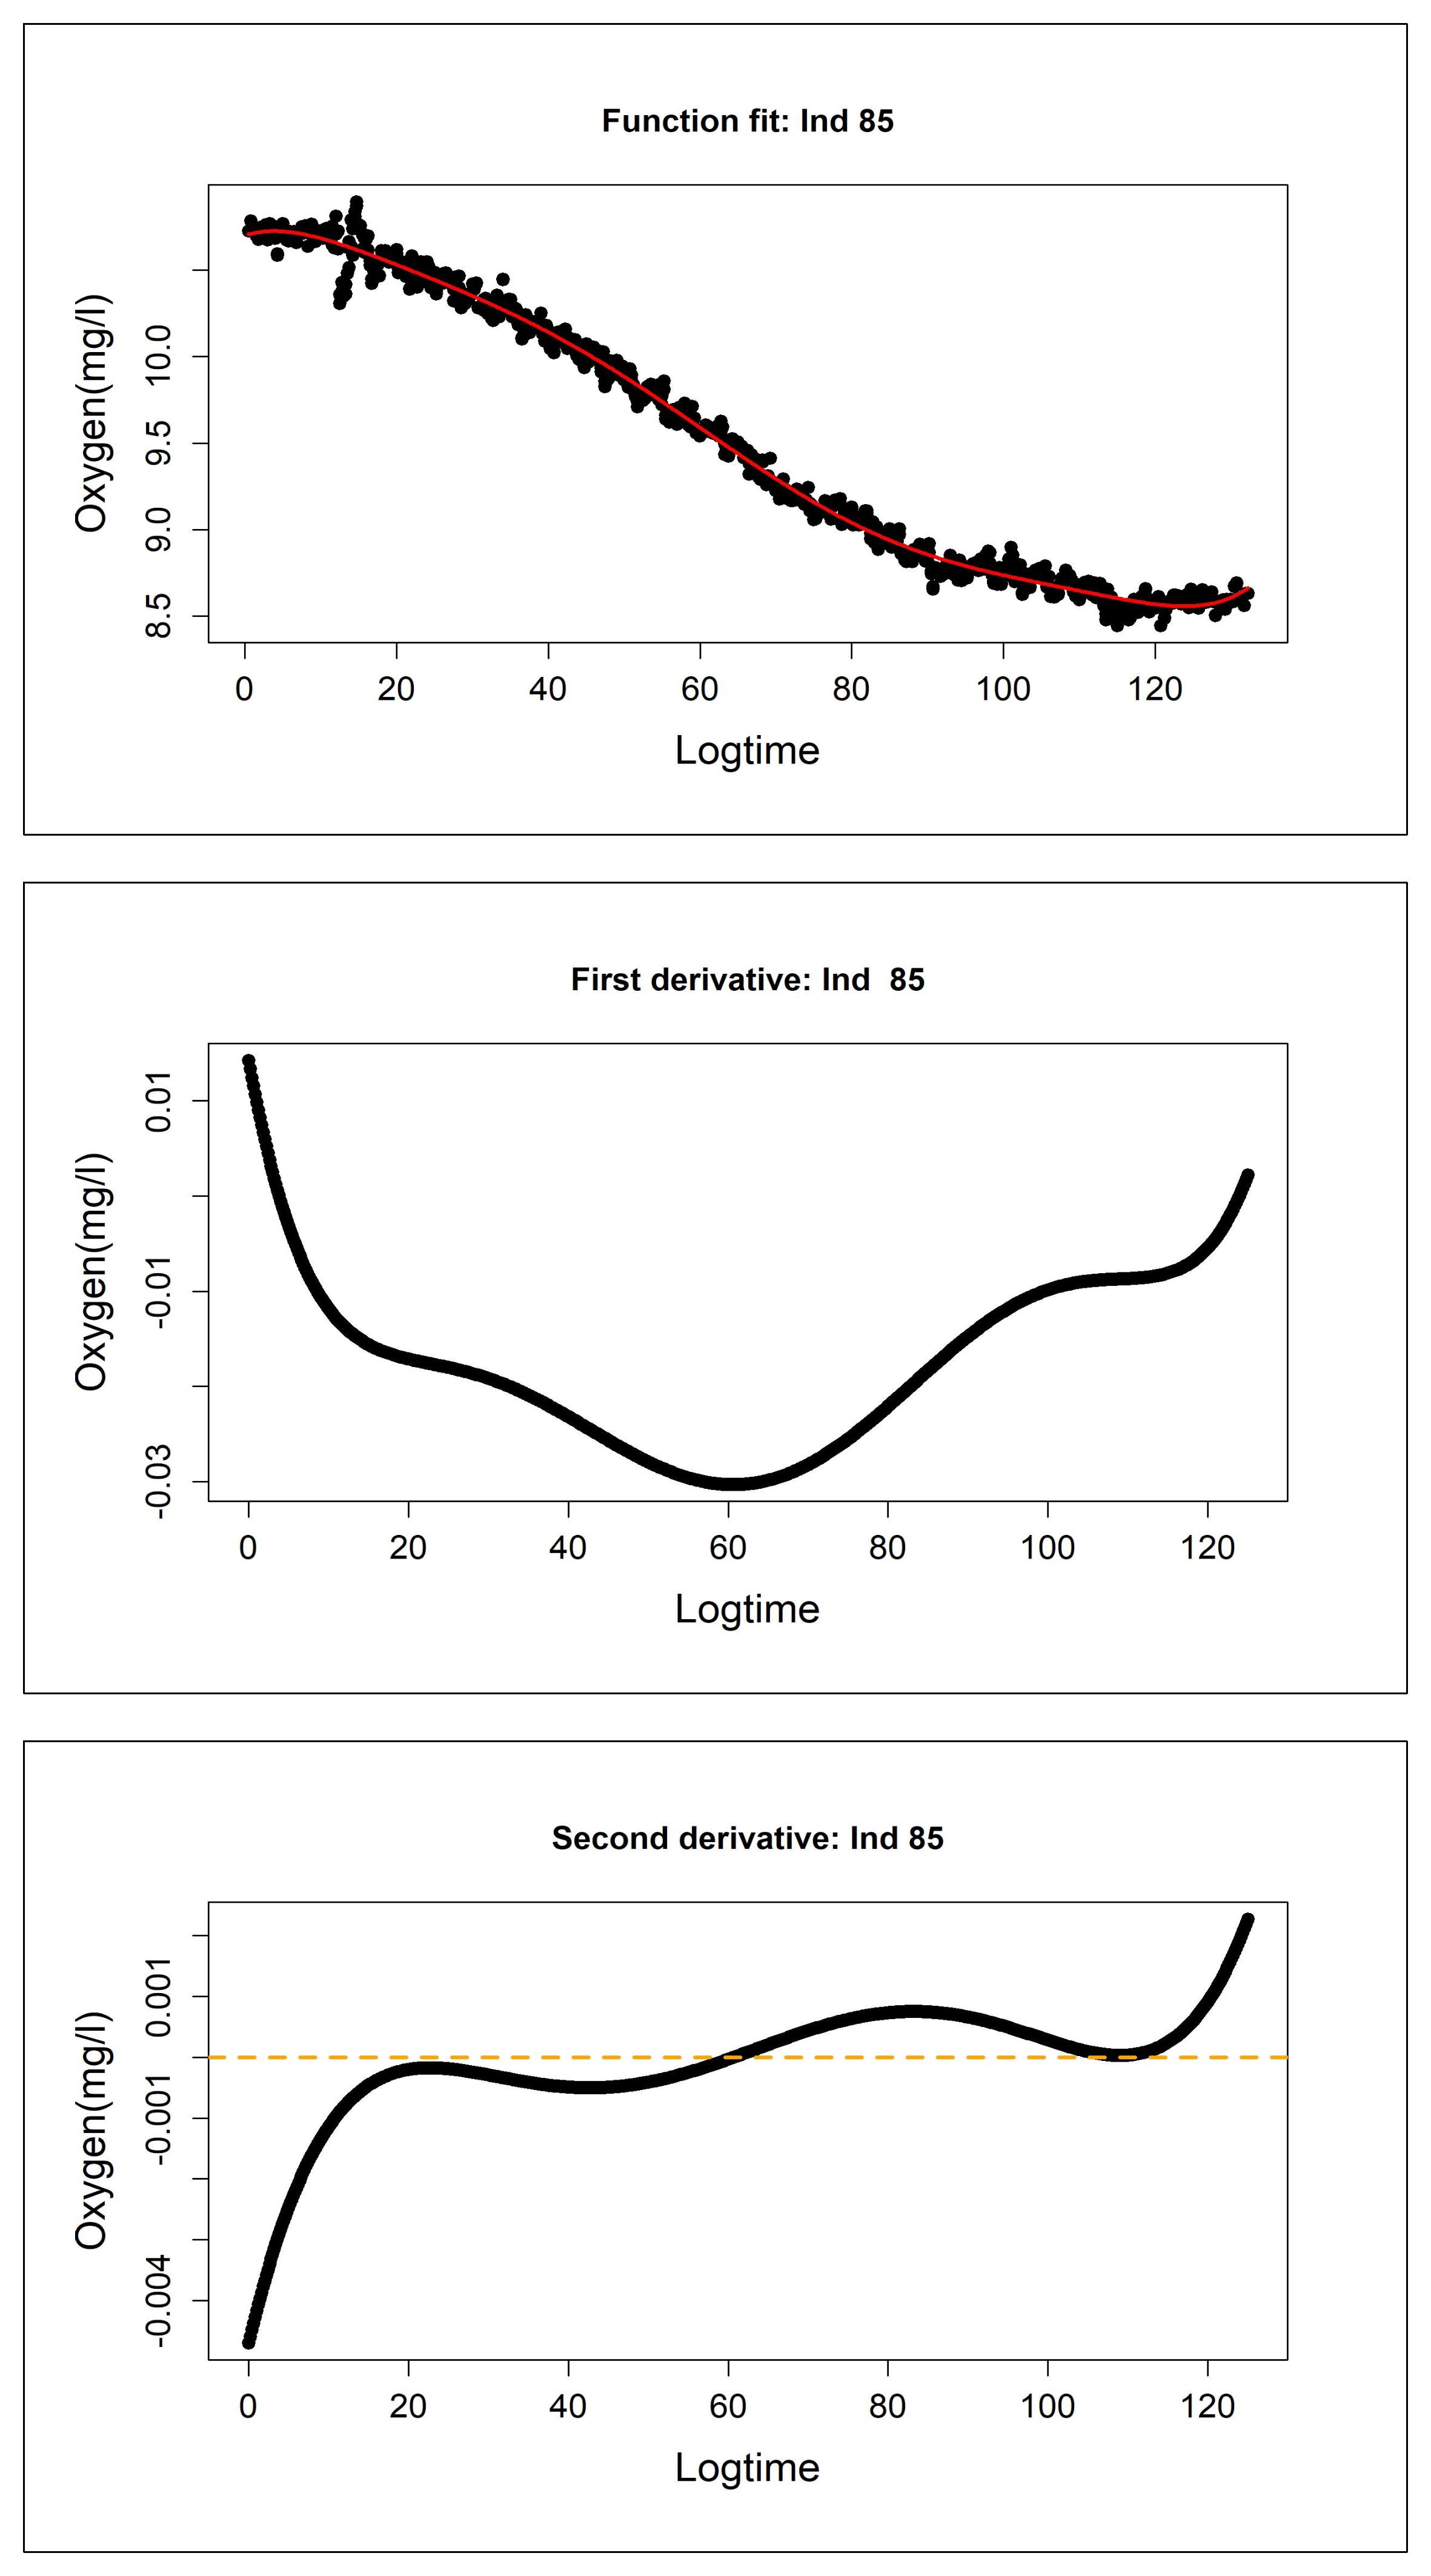 Function fit: Ind 85
Oxygen(mg/l)
10.0
9.5
9.0
8.5
0 20 40 60 80 100 120
Logtime
First derivative: Ind  85
Oxygen(mg/l)
0.01
-0.01
-0.03
0 20 40 60 80 100 120
Logtime
Second derivative: Ind 85
Oxygen(mg/l)
0.001
-0.001
-0.004
0 20 40 60 80 100 120
Logtime